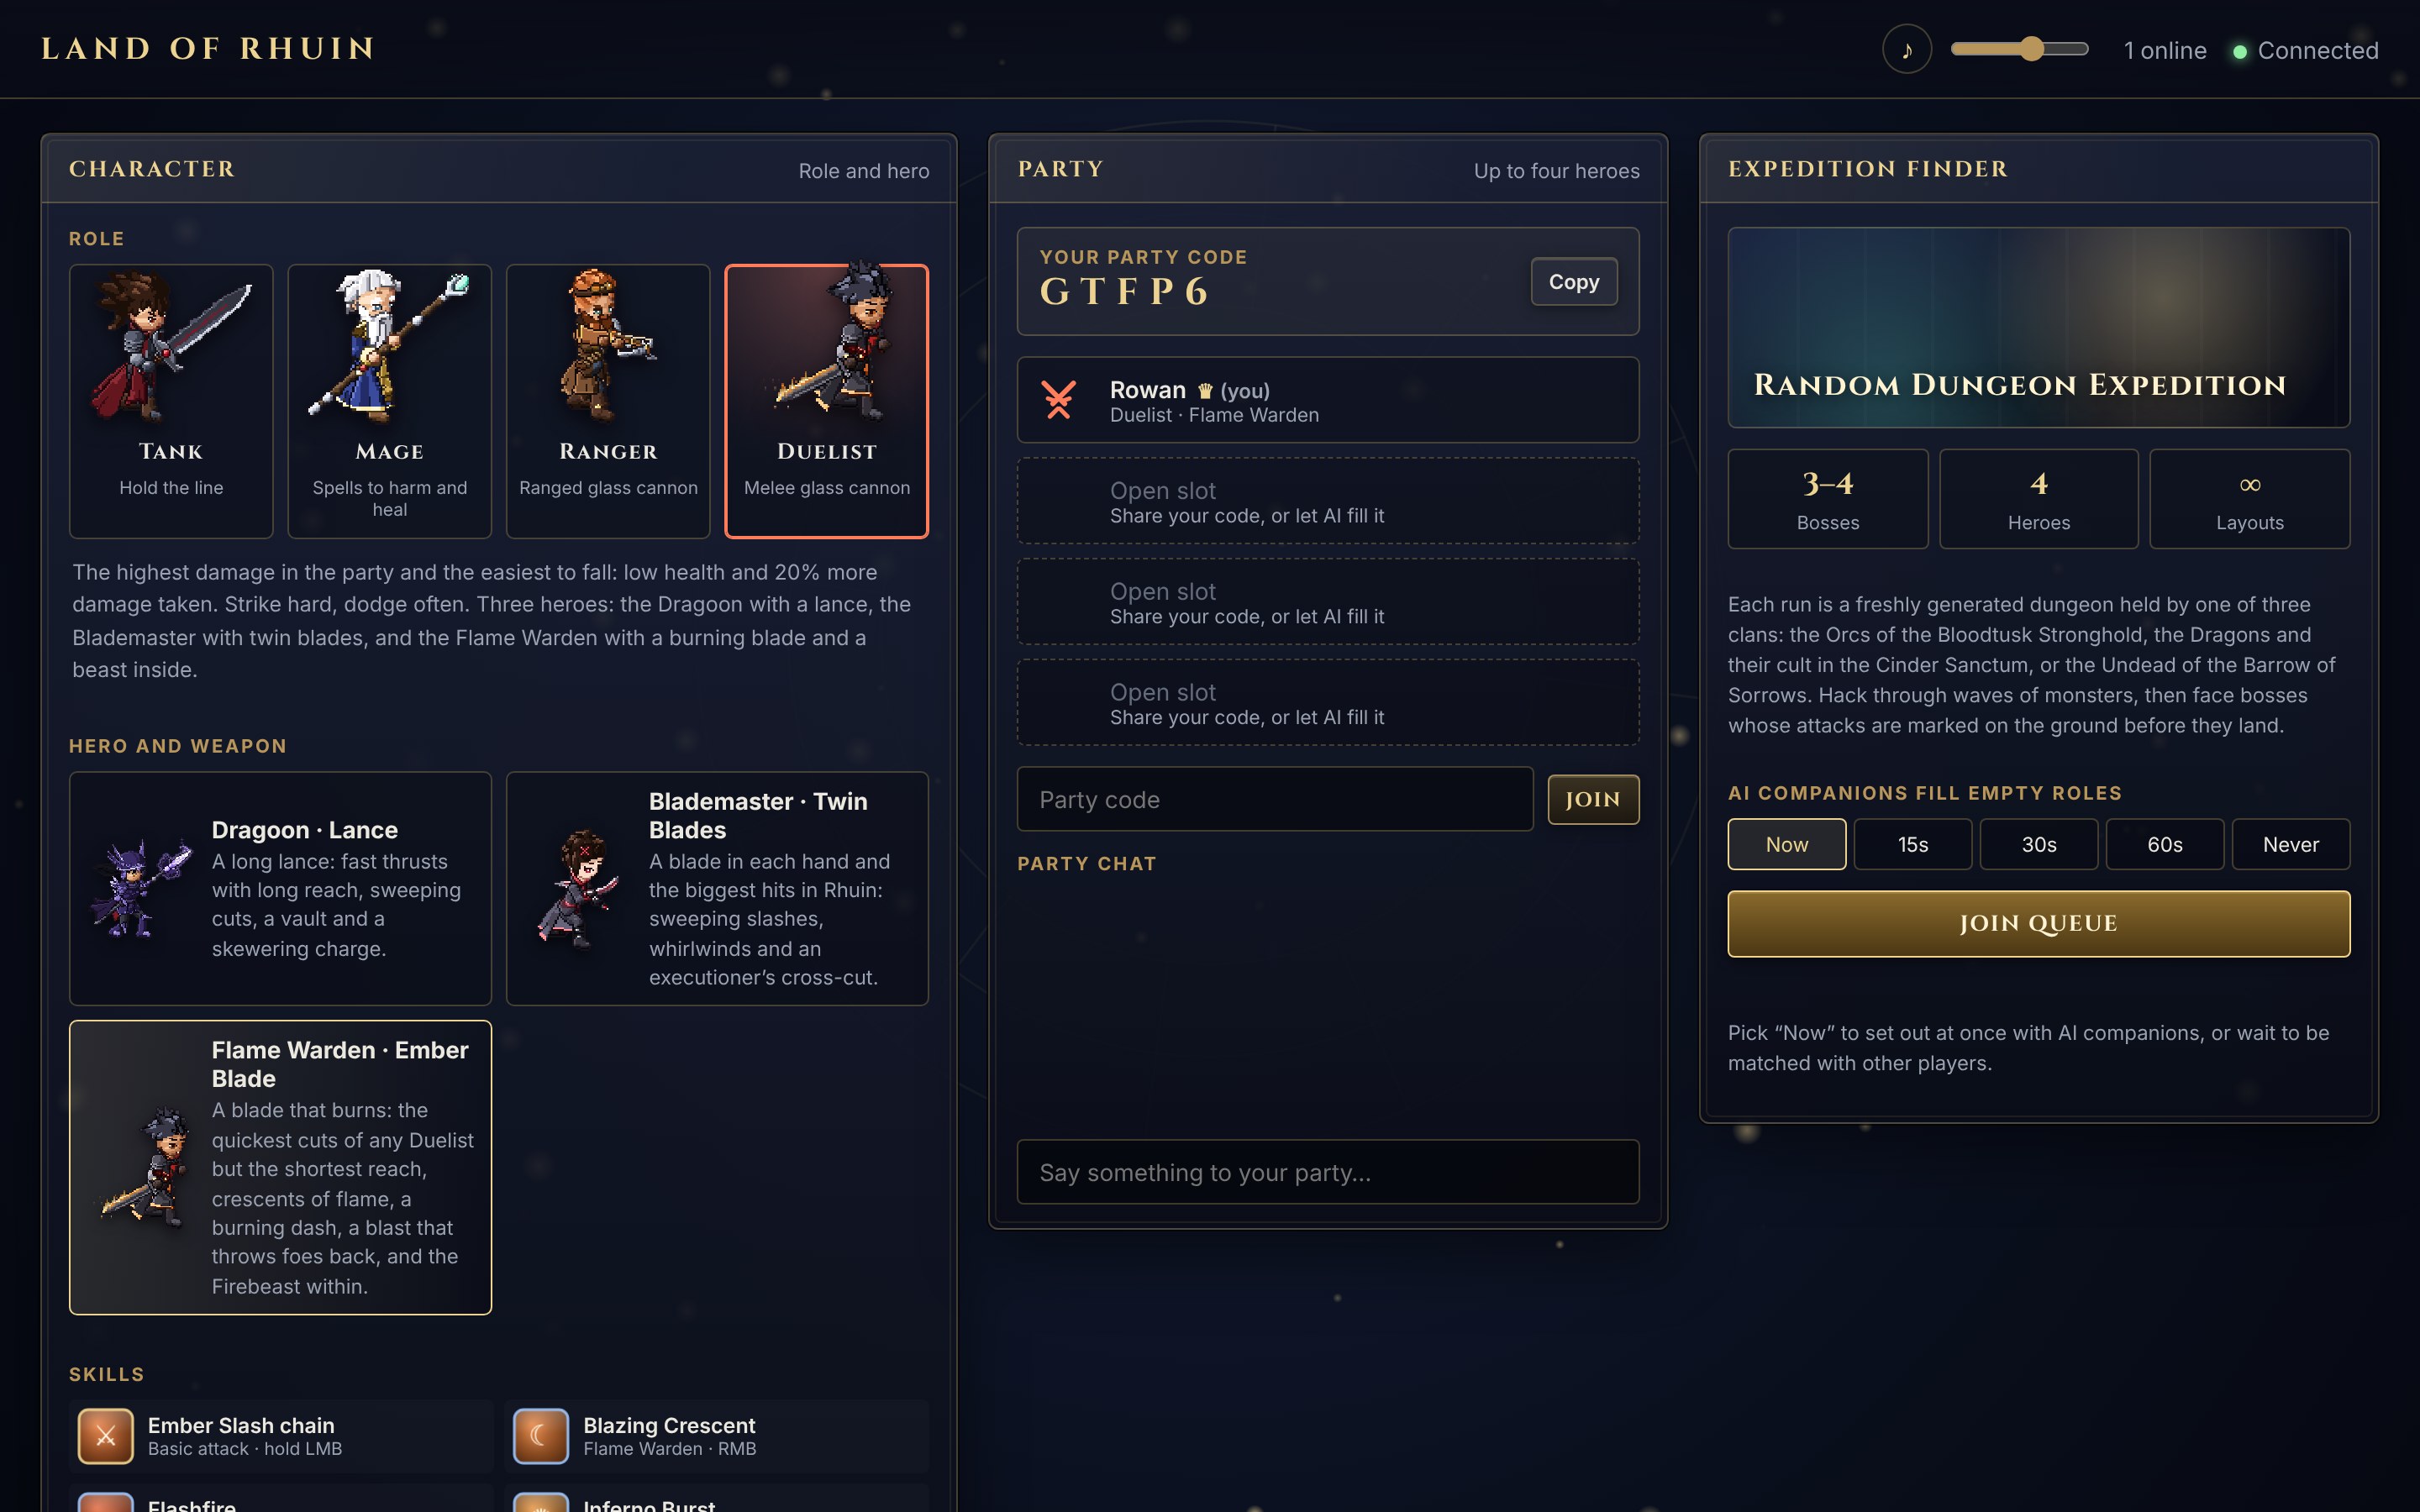 LAND OF RHUIN
♪
1 online
Connected
CHARACTER
Role and hero
ROLE
TANK
Hold the line
MAGE
Spells to harm and
heal
RANGER
Ranged glass cannon
DUELIST
Melee glass cannon
The highest damage in the party and the easiest to fall: low health and 20% more
damage taken. Strike hard, dodge often. Three heroes: the Dragoon with a lance, the
Blademaster with twin blades, and the Flame Warden with a burning blade and a
beast inside.
HERO AND WEAPON
Dragoon · Lance
A long lance: fast thrusts
with long reach, sweeping
cuts, a vault and a
skewering charge.
Blademaster · Twin
Blades
A blade in each hand and
the biggest hits in Rhuin:
sweeping slashes,
whirlwinds and an
executioner’s cross-cut.
Flame Warden · Ember
Blade
A blade that burns: the
quickest cuts of any Duelist
but the shortest reach,
crescents of flame, a
burning dash, a blast that
throws foes back, and the
Firebeast within.
SKILLS
Ember Slash chain
Basic attack · hold LMB
Blazing Crescent
Flame Warden · RMB
Flashfire
Inferno Burst
PARTY
Up to four heroes
YOUR PARTY CODE
GTFP6
Copy
Rowan ♛ (you)
Duelist · Flame Warden
Open slot
Share your code, or let AI fill it
Open slot
Share your code, or let AI fill it
Open slot
Share your code, or let AI fill it
Party code
JOIN
PARTY CHAT
Say something to your party...
EXPEDITION FINDER
RANDOM DUNGEON EXPEDITION
3–4
Bosses
4
Heroes
∞
Layouts
Each run is a freshly generated dungeon held by one of three
clans: the Orcs of the Bloodtusk Stronghold, the Dragons and
their cult in the Cinder Sanctum, or the Undead of the Barrow of
Sorrows. Hack through waves of monsters, then face bosses
whose attacks are marked on the ground before they land.
AI COMPANIONS FILL EMPTY ROLES
Now
15s
30s
60s
Never
JOIN QUEUE
Pick “Now” to set out at once with AI companions, or wait to be
matched with other players.